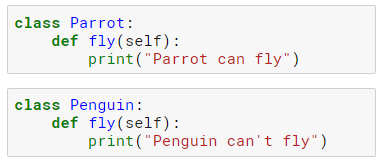 class Parrot:
    def fly(self):
        print("Parrot can fly")
class Penguin:
    def fly(self):
        print("Penguin can't fly")